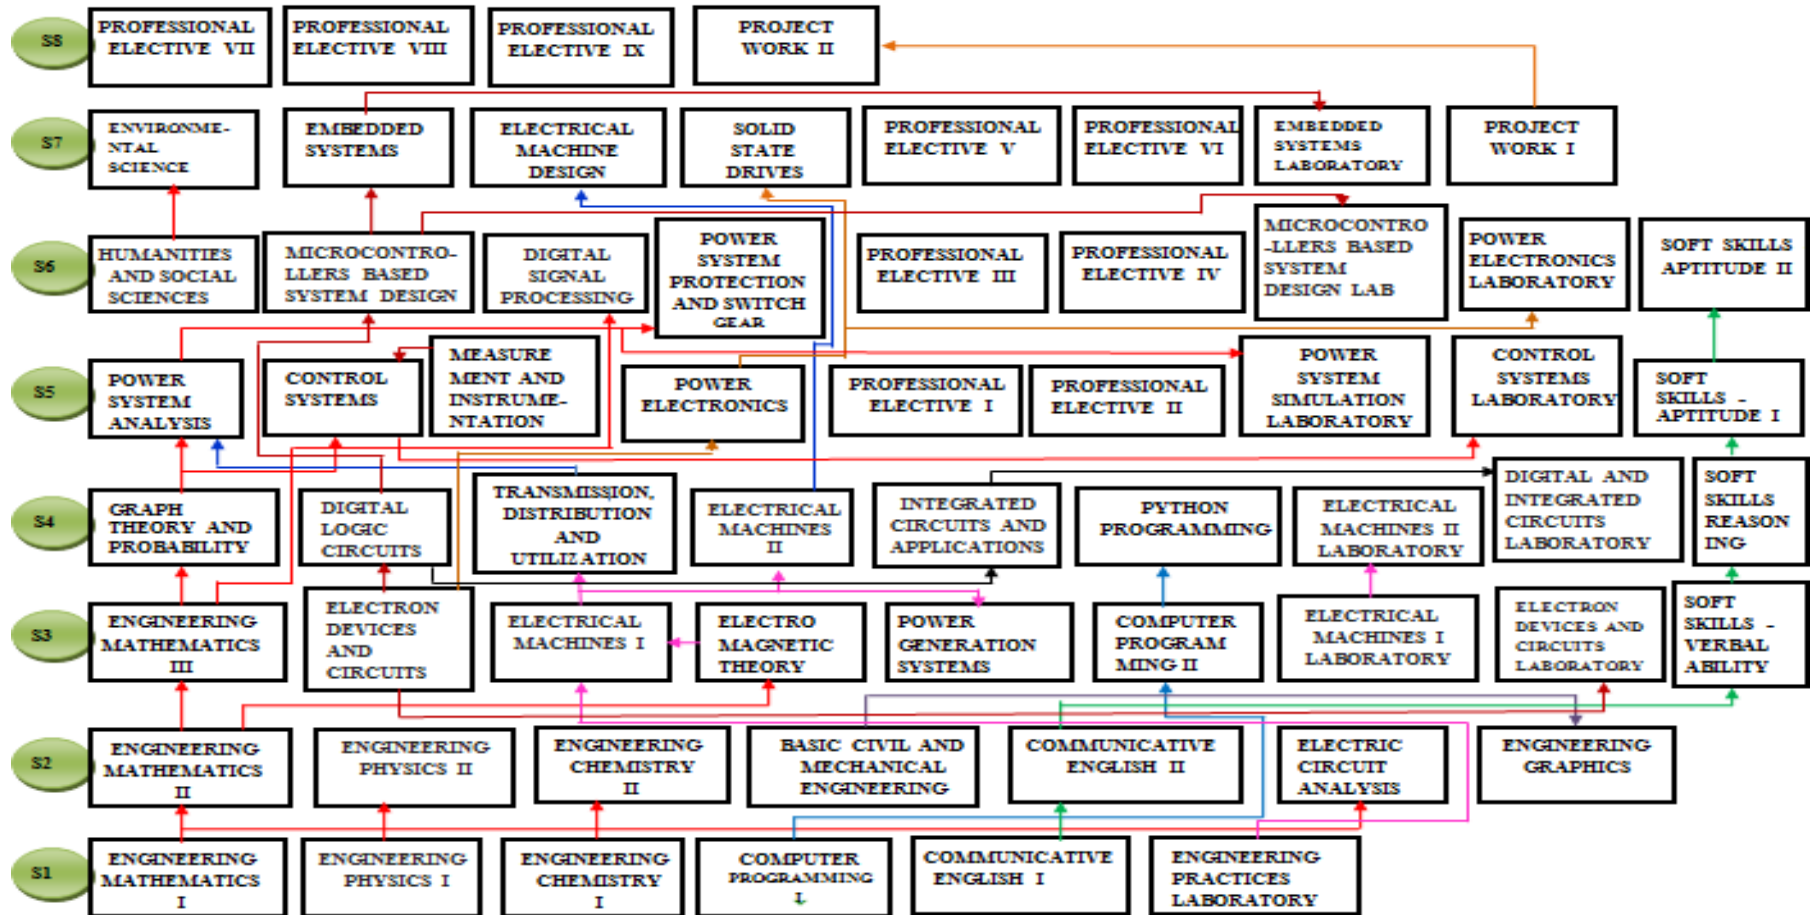 S8
PROFESSIONAL
ELECTIVE VII
PROFESSIONAL
ELECTIVE VIII
PROFESSIONAL
ELECTIVE IX
PROJECT
WORK II
S7
ENVIRONME-
NTAL
SCIENCE
EMBEDDED
SYSTEMS
ELECTRICAL
MACHINE
DESIGN
SOLID
STATE
DRIVES
PROFESSIONAL
ELECTIVE V
PROFESSIONAL
ELECTIVE VI
EMBEDDED
SYSTEMS
LABORATORY
PROJECT
WORK I
S6
HUMANITIES
AND SOCIAL
SCIENCES
MICROCONTRO-
LLERS BASED
SYSTEM DESIGN
DIGITAL
SIGNAL
PROCESSING
POWER
SYSTEM
PROTECTION
AND SWITCH
GEAR
PROFESSIONAL
ELECTIVE III
PROFESSIONAL
ELECTIVE IV
MICROCONTRO
-LLERS BASED
SYSTEM
DESIGN LAB
POWER
ELECTRONICS
LABORATORY
SOFT SKILLS
APTITUDE II
S5
POWER
SYSTEM
ANALYSIS
CONTROL
SYSTEMS
MEASURE
MENT AND
INSTRUME-
NTATION
POWER
ELECTRONICS
PROFESSIONAL
ELECTIVE I
PROFESSIONAL
ELECTIVE II
POWER
SYSTEM
SIMULATION
LABORATORY
CONTROL
SYSTEMS
LABORATORY
SOFT
SKILLS -
APTITUDE I
S4
GRAPH
THEORY AND
PROBABILITY
DIGITAL
LOGIC
CIRCUITS
TRANSMISSION,
DISTRIBUTION
AND
UTILIZATION
ELECTRICAL
MACHINES
II
INTEGRATED
CIRCUITS AND
APPLICATIONS
PYTHON
PROGRAMMING
ELECTRICAL
MACHINES II
LABORATORY
DIGITAL AND
INTEGRATED
CIRCUITS
LABORATORY
SOFT
SKILLS
REASON
ING
S3
ENGINEERING
MATHEMATICS
III
ELECTRON
DEVICES
AND
CIRCUITS
ELECTRICAL
MACHINES I
ELECTRO
MAGNETIC
THEORY
POWER
GENERATION
SYSTEMS
COMPUTER
PROGRAM
MING II
ELECTRICAL
MACHINES I
LABORATORY
ELECTRON
DEVICES AND
CIRCUITS
LABORATORY
SOFT
SKILLS -
VERBAL
ABILITY
S2
ENGINEERING
MATHEMATICS
II
ENGINEERING
PHYSICS II
ENGINEERING
CHEMISTRY
II
BASIC CIVIL AND
MECHANICAL
ENGINEERING
COMMUNICATIVE
ENGLISH II
ELECTRIC
CIRCUIT
ANALYSIS
ENGINEERING
GRAPHICS
S1
ENGINEERING
MATHEMATICS
I
ENGINEERING
PHYSICS I
ENGINEERING
CHEMISTRY
I
COMPUTER
PROGRAMMING
I
COMMUNICATIVE
ENGLISH I
ENGINEERING
PRACTICES
LABORATORY